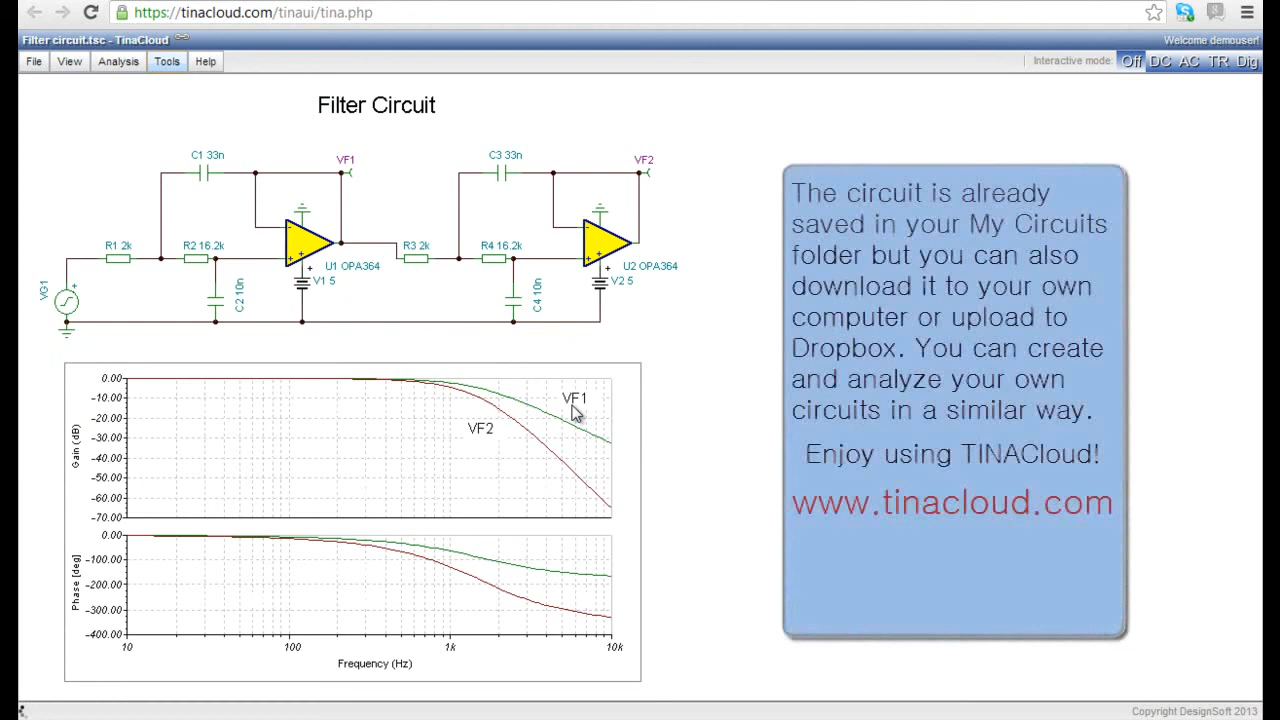 https://tinacloud.com/tinaui/tina.php
Filter circuit.tsc - TinaCloud
Welcome demouser!
File View Analysis Tools Help
Interactive mode: Off DC AC TR Dig
Filter Circuit
C1 33n
VF1
C3 33n
VF2
R1 2k
R2 16.2k
R3 2k
R4 16.2k
U1 OPA364
U2 OPA364
VG1
C2 10n
V1 5
C4 10n
V2 5
0.00
-10.00
-20.00
-30.00
-40.00
-50.00
-60.00
-70.00
Gain (dB)
VF1
VF2
0.00
-100.00
-200.00
-300.00
-400.00
Phase [deg]
10
100
1k
10k
Frequency (Hz)
The circuit is already
saved in your My Circuits
folder but you can also
download it to your own
computer or upload to
Dropbox. You can create
and analyze your own
circuits in a similar way.
Enjoy using TINACloud!
www.tinacloud.com
Copyright DesignSoft 2013